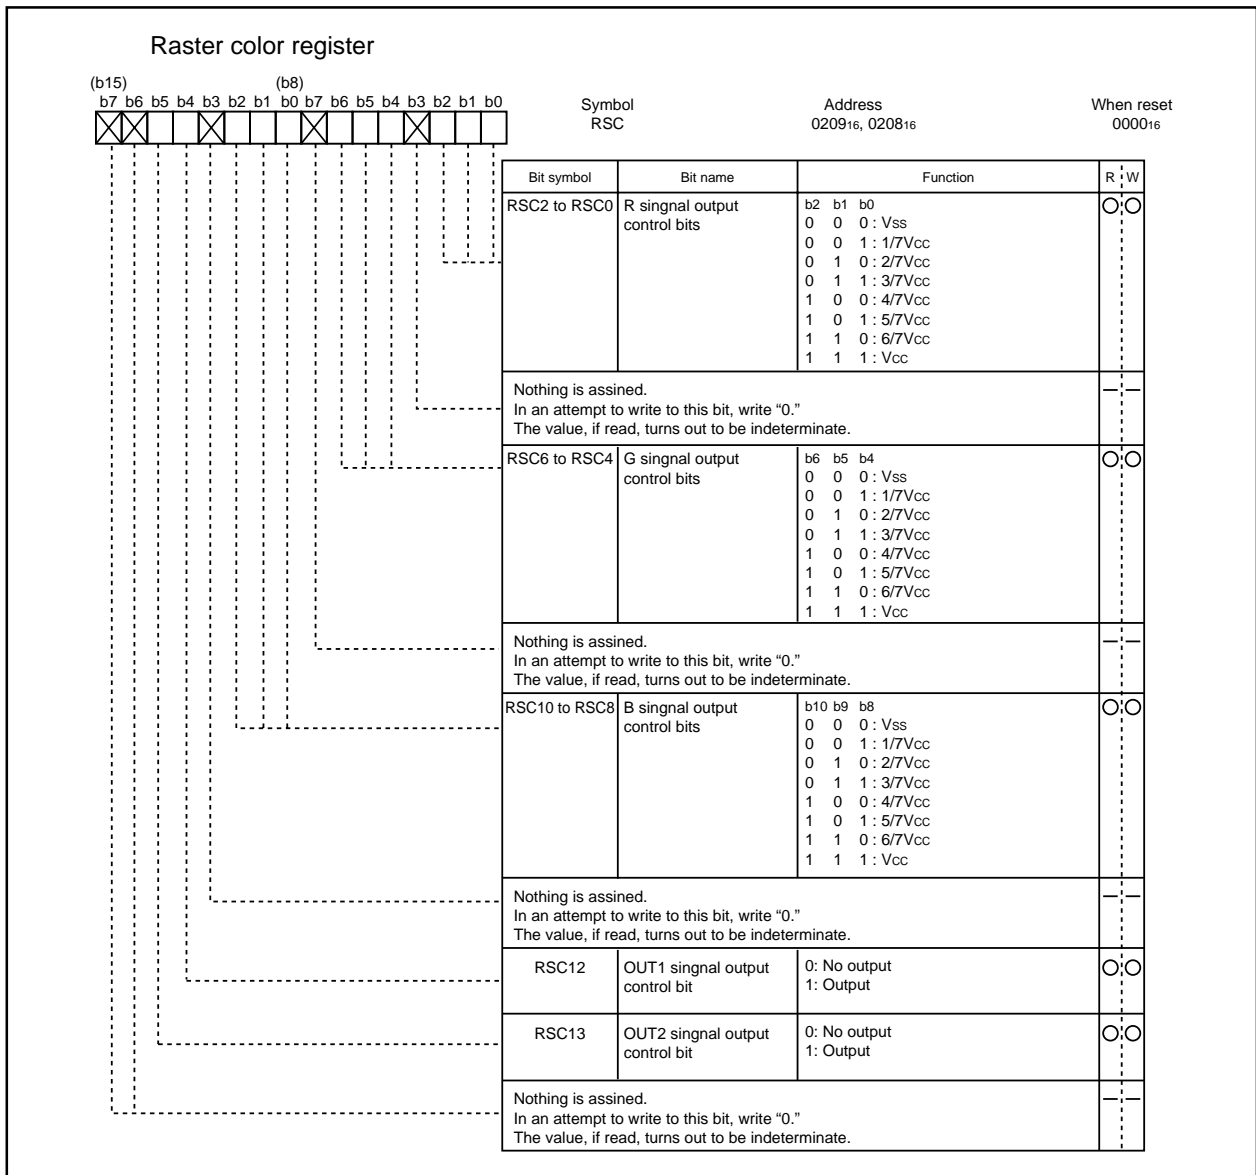 Raster color register
(b15) (b8)
b7 b6 b5 b4 b3 b2 b1 b0 b7 b6 b5 b4 b3 b2 b1 b0
Symbol Address When reset
RSC 020916, 020816 000016
Bit symbol Bit name Function R W
RSC2 to RSC0 R singnal output b2 b1 b0
control bits 0 0 0 : VSS
0 0 1 : 1/7VCC
0 1 0 : 2/7VCC
0 1 1 : 3/7VCC
1 0 0 : 4/7VCC
1 0 1 : 5/7VCC
1 1 0 : 6/7VCC
1 1 1 : VCC
Nothing is assined.
In an attempt to write to this bit, write “0.”
The value, if read, turns out to be indeterminate.
RSC6 to RSC4 G singnal output b6 b5 b4
control bits 0 0 0 : VSS
0 0 1 : 1/7VCC
0 1 0 : 2/7VCC
0 1 1 : 3/7VCC
1 0 0 : 4/7VCC
1 0 1 : 5/7VCC
1 1 0 : 6/7VCC
1 1 1 : VCC
Nothing is assined.
In an attempt to write to this bit, write “0.”
The value, if read, turns out to be indeterminate.
RSC10 to RSC8 B singnal output b10 b9 b8
control bits 0 0 0 : VSS
0 0 1 : 1/7VCC
0 1 0 : 2/7VCC
0 1 1 : 3/7VCC
1 0 0 : 4/7VCC
1 0 1 : 5/7VCC
1 1 0 : 6/7VCC
1 1 1 : VCC
Nothing is assined.
In an attempt to write to this bit, write “0.”
The value, if read, turns out to be indeterminate.
RSC12 OUT1 singnal output 0: No output
control bit 1: Output
RSC13 OUT2 singnal output 0: No output
control bit 1: Output
Nothing is assined.
In an attempt to write to this bit, write “0.”
The value, if read, turns out to be indeterminate.